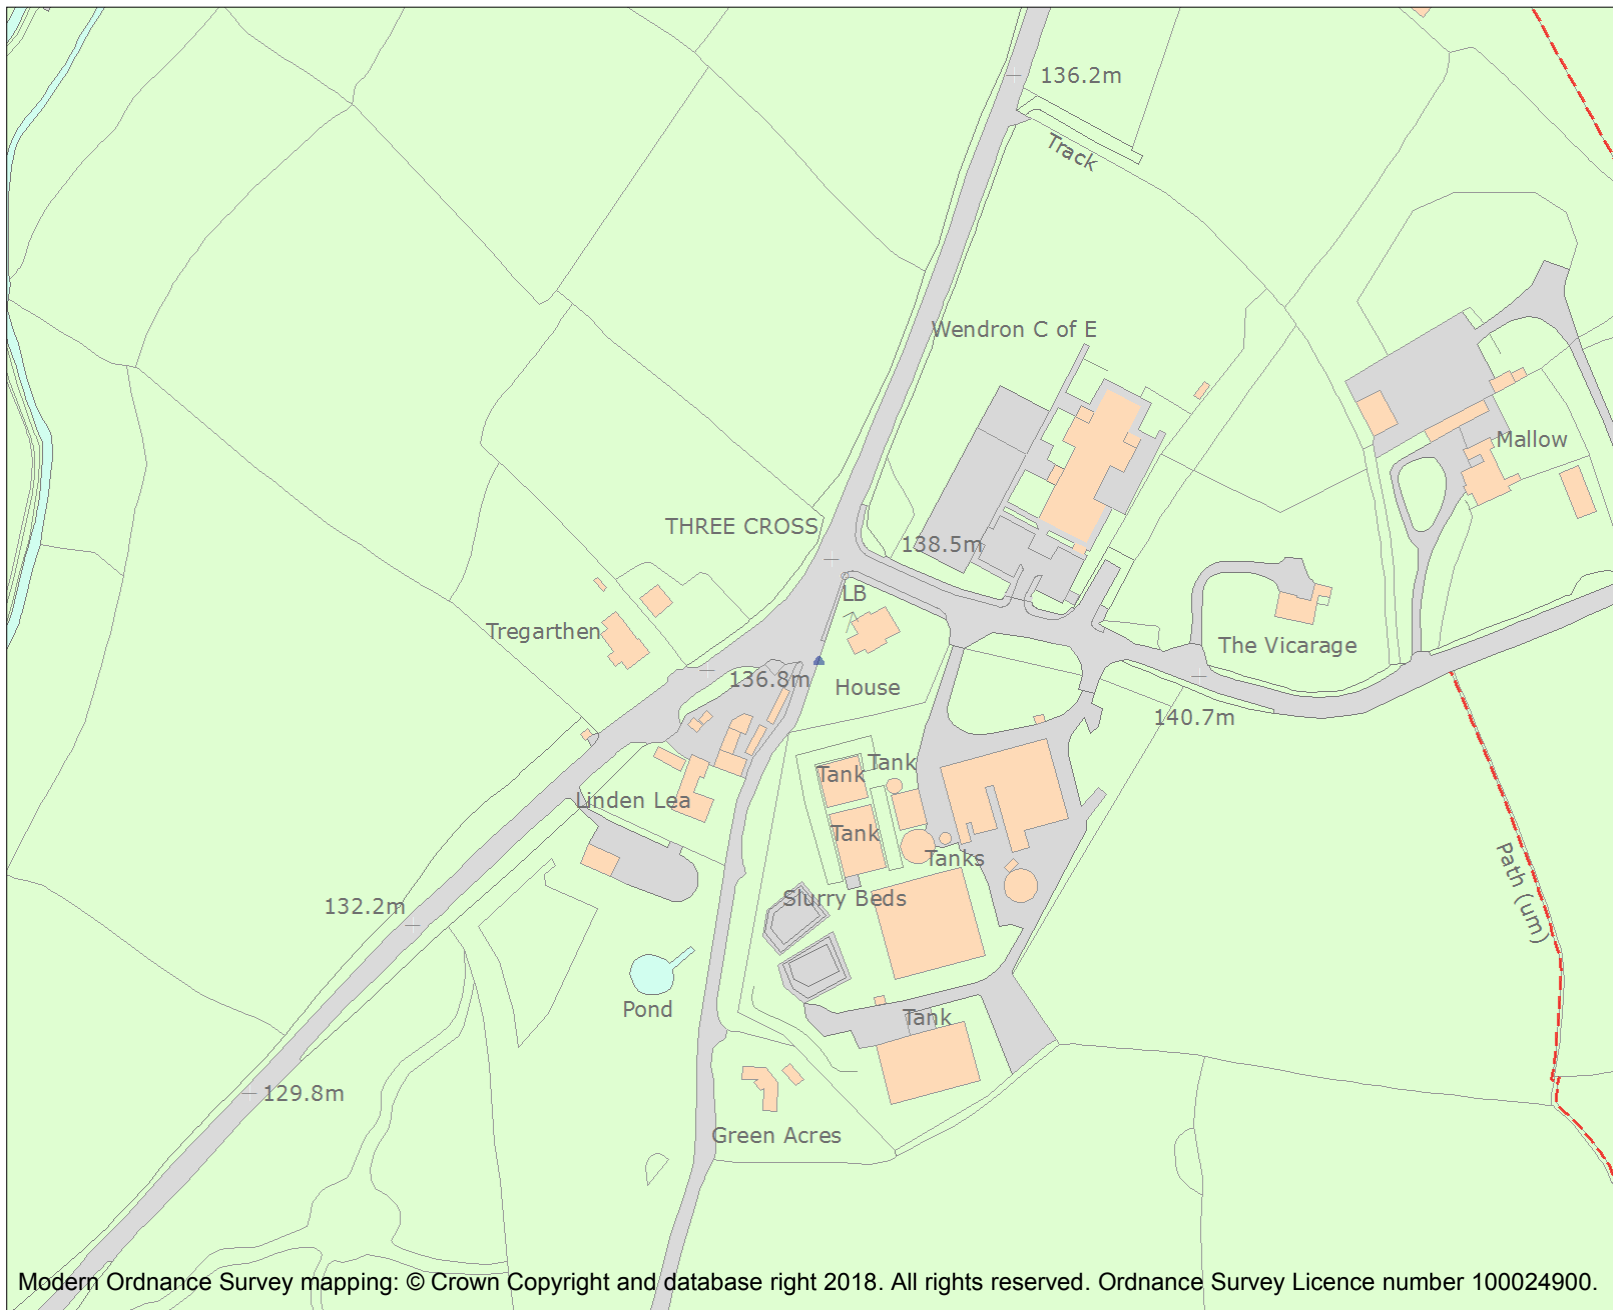 136.2m
Track
Wendron C of E
Mallow
THREE CROSS
138.5m
LB
Tregarthen
The Vicarage
136.8m
House
140.7m
Tank
Tank
Linden Lea
Tank
Tanks
Path (um)
Slurry Beds
132.2m
Pond
Tank
129.8m
Green Acres
Modern Ordnance Survey mapping: © Crown Copyright and database right 2018. All rights reserved. Ordnance Survey Licence number 100024900.